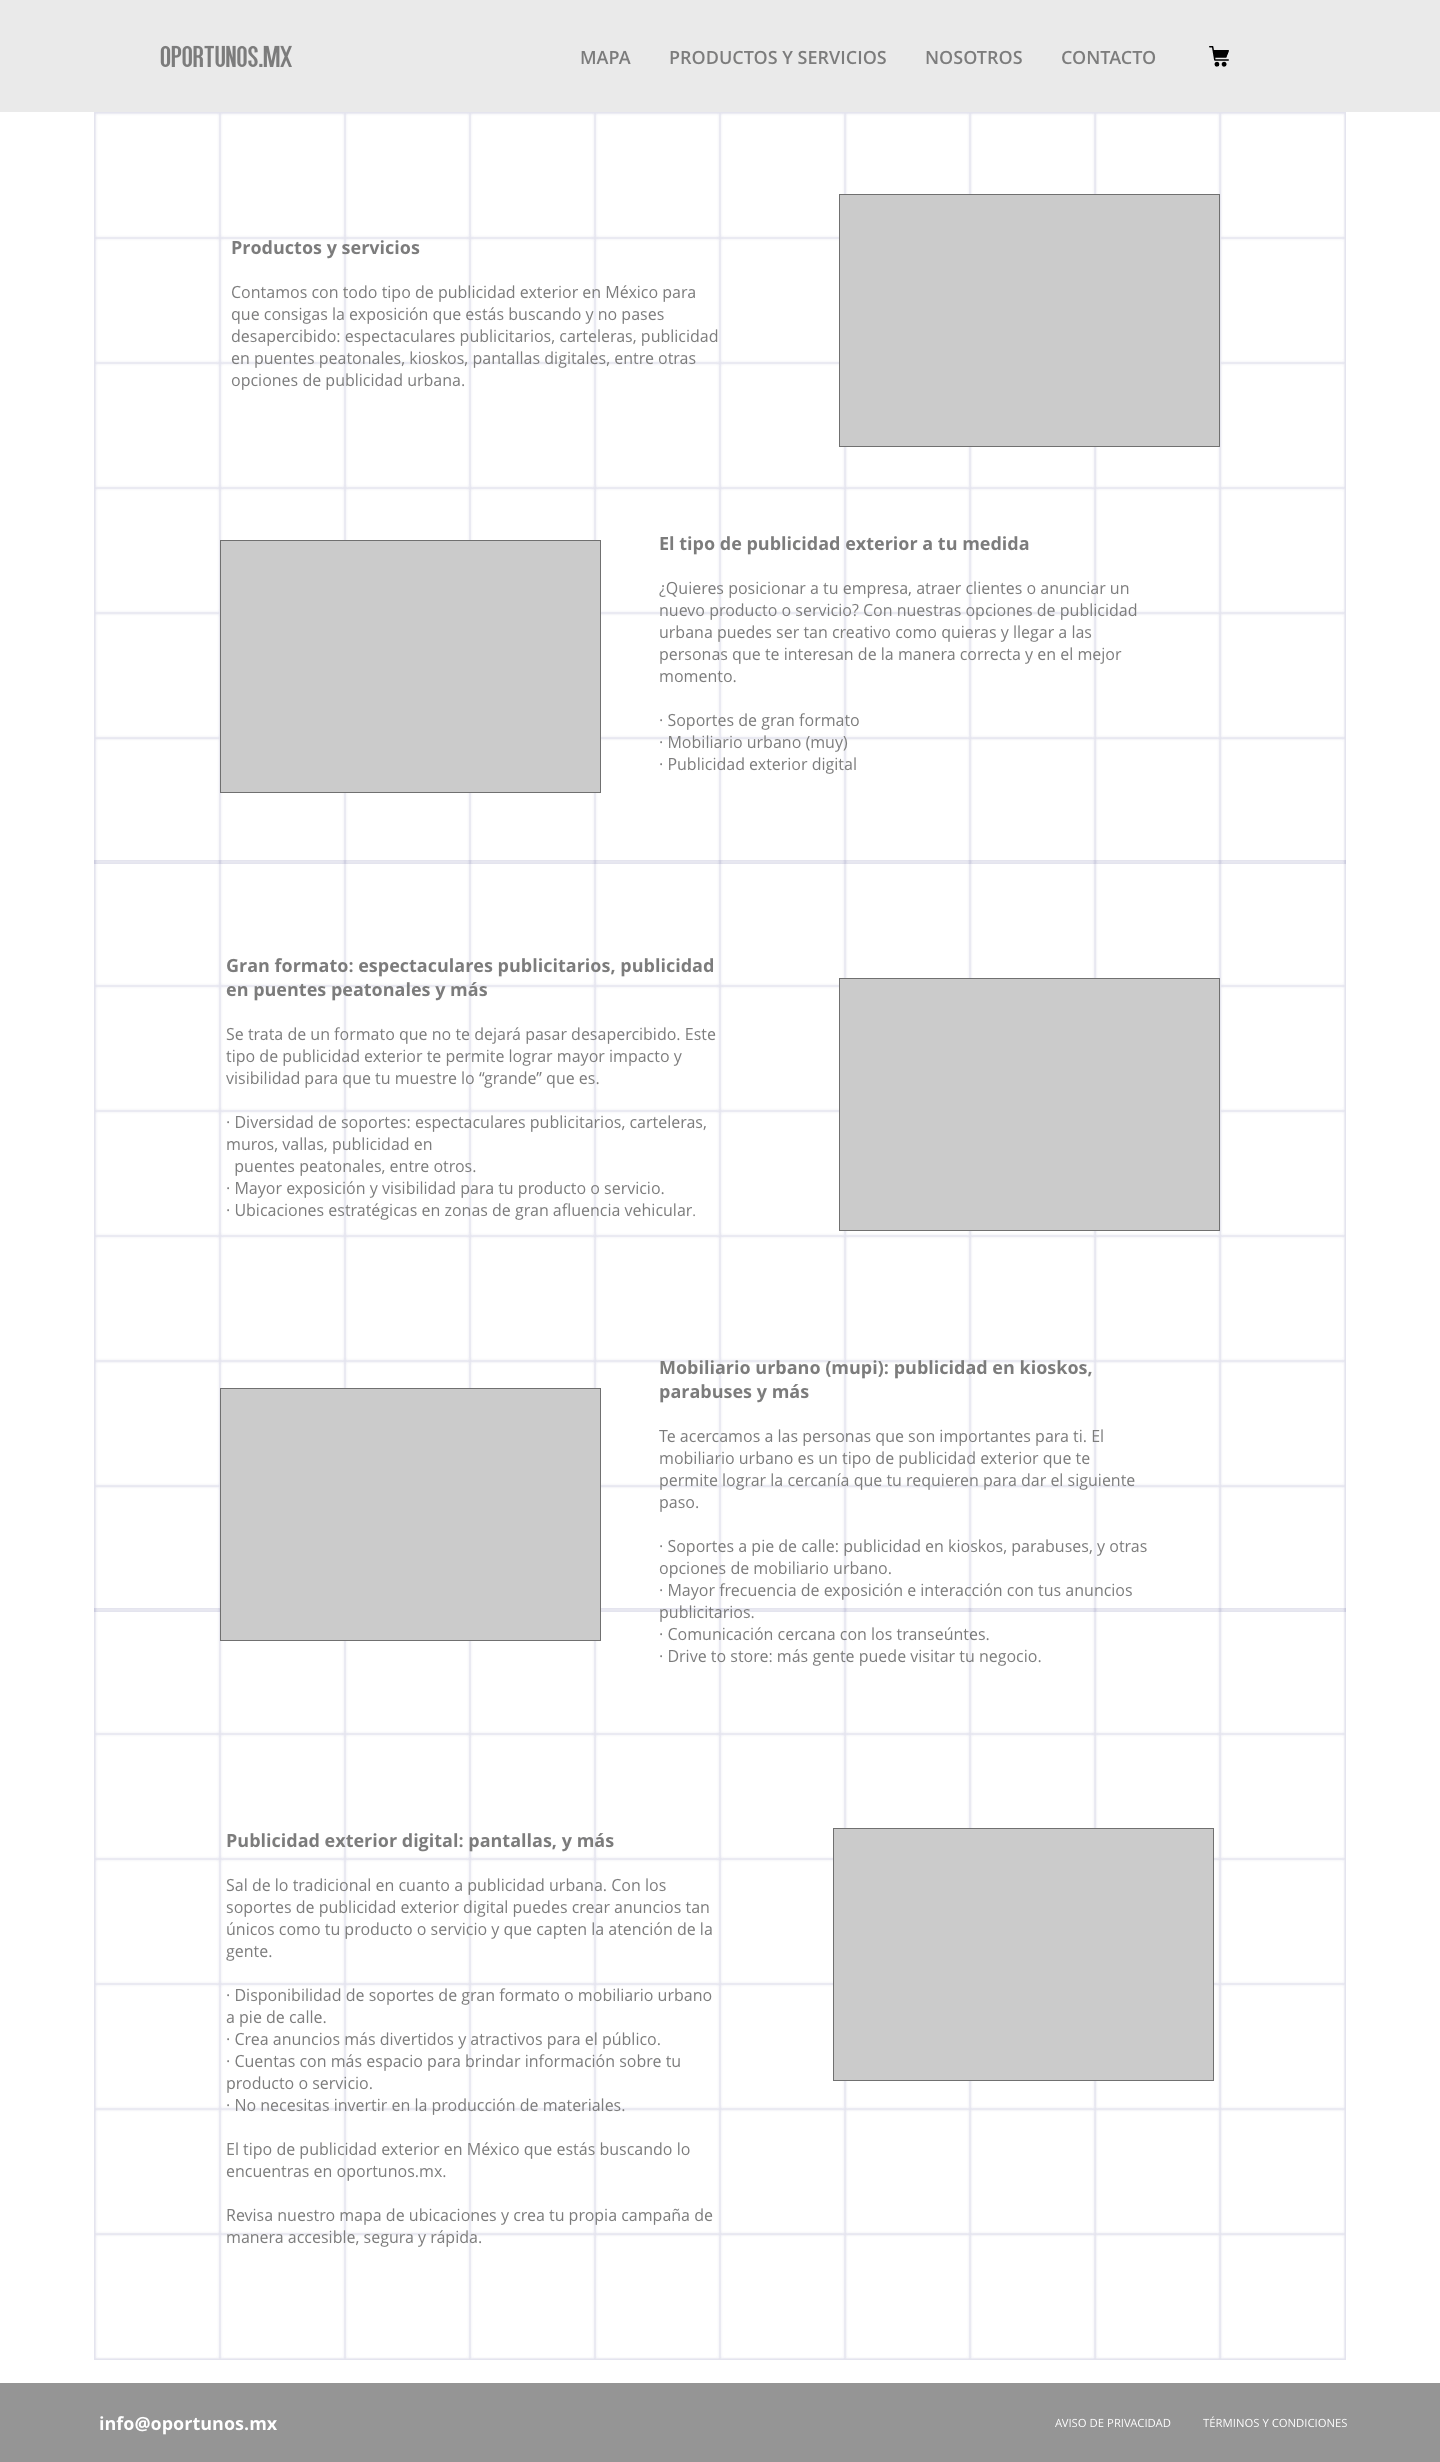 OPORTUNOS.MX
MAPA PRODUCTOS Y SERVICIOS NOSOTROS CONTACTO
Productos y servicios
Contamos con todo tipo de publicidad exterior en México para
que consigas la exposición que estás buscando y no pases
desapercibido: espectaculares publicitarios, carteleras, publicidad
en puentes peatonales, kioskos, pantallas digitales, entre otras
opciones de publicidad urbana.
El tipo de publicidad exterior a tu medida
¿Quieres posicionar a tu empresa, atraer clientes o anunciar un
nuevo producto o servicio? Con nuestras opciones de publicidad
urbana puedes ser tan creativo como quieras y llegar a las
personas que te interesan de la manera correcta y en el mejor
momento.
· Soportes de gran formato
· Mobiliario urbano (muy)
· Publicidad exterior digital
Gran formato: espectaculares publicitarios, publicidad
en puentes peatonales y más
Se trata de un formato que no te dejará pasar desapercibido. Este
tipo de publicidad exterior te permite lograr mayor impacto y
visibilidad para que tu muestre lo “grande” que es.
· Diversidad de soportes: espectaculares publicitarios, carteleras,
muros, vallas, publicidad en
puentes peatonales, entre otros.
· Mayor exposición y visibilidad para tu producto o servicio.
· Ubicaciones estratégicas en zonas de gran afluencia vehicular.
Mobiliario urbano (mupi): publicidad en kioskos,
parabuses y más
Te acercamos a las personas que son importantes para ti. El
mobiliario urbano es un tipo de publicidad exterior que te
permite lograr la cercanía que tu requieren para dar el siguiente
paso.
· Soportes a pie de calle: publicidad en kioskos, parabuses, y otras
opciones de mobiliario urbano.
· Mayor frecuencia de exposición e interacción con tus anuncios
publicitarios.
· Comunicación cercana con los transeúntes.
· Drive to store: más gente puede visitar tu negocio.
Publicidad exterior digital: pantallas, y más
Sal de lo tradicional en cuanto a publicidad urbana. Con los
soportes de publicidad exterior digital puedes crear anuncios tan
únicos como tu producto o servicio y que capten la atención de la
gente.
· Disponibilidad de soportes de gran formato o mobiliario urbano
a pie de calle.
· Crea anuncios más divertidos y atractivos para el público.
· Cuentas con más espacio para brindar información sobre tu
producto o servicio.
· No necesitas invertir en la producción de materiales.
El tipo de publicidad exterior en México que estás buscando lo
encuentras en oportunos.mx.
Revisa nuestro mapa de ubicaciones y crea tu propia campaña de
manera accesible, segura y rápida.
info@oportunos.mx
AVISO DE PRIVACIDAD TÉRMINOS Y CONDICIONES